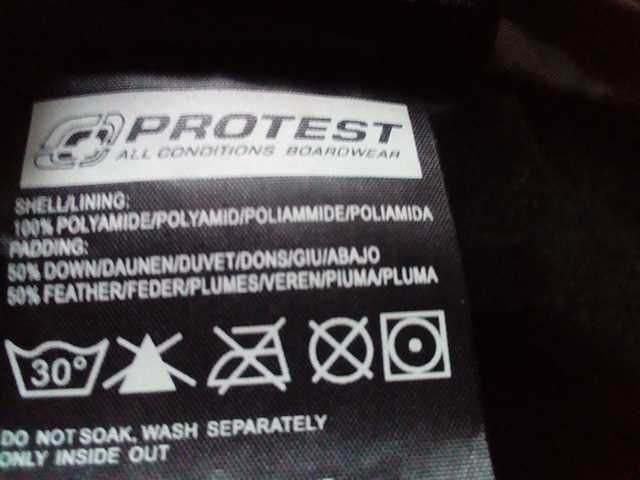 PROTEST
ALL CONDITIONS BOARDWEAR
SHELL/LINING:
100% POLYAMIDE/POLYAMID/POLIAMMIDE/POLIAMIDA
PADDING:
50% DOWN/DAUNEN/DUVET/DONS/GIU/ABAJO
50% FEATHER/FEDER/PLUMES/VEREN/PIUMA/PLUMA
30°
DO NOT SOAK, WASH SEPARATELY
ONLY INSIDE OUT